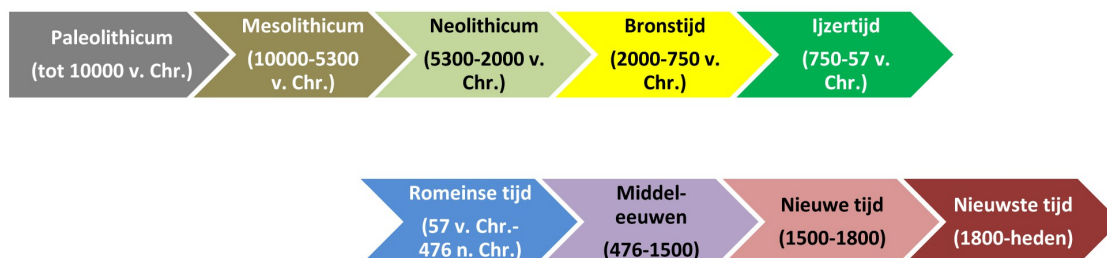 Paleolithicum
(tot 10000 v. Chr.)
Mesolithicum
(10000-5300
v. Chr.)
Neolithicum
(5300-2000 v.
Chr.)
Bronstijd
(2000-750 v.
Chr.)
Ijzertijd
(750-57 v.
Chr.)
Romeinse tijd
(57 v. Chr.-
476 n. Chr.)
Middel-
eeuwen
(476-1500)
Nieuwe tijd
(1500-1800)
Nieuwste tijd
(1800-heden)